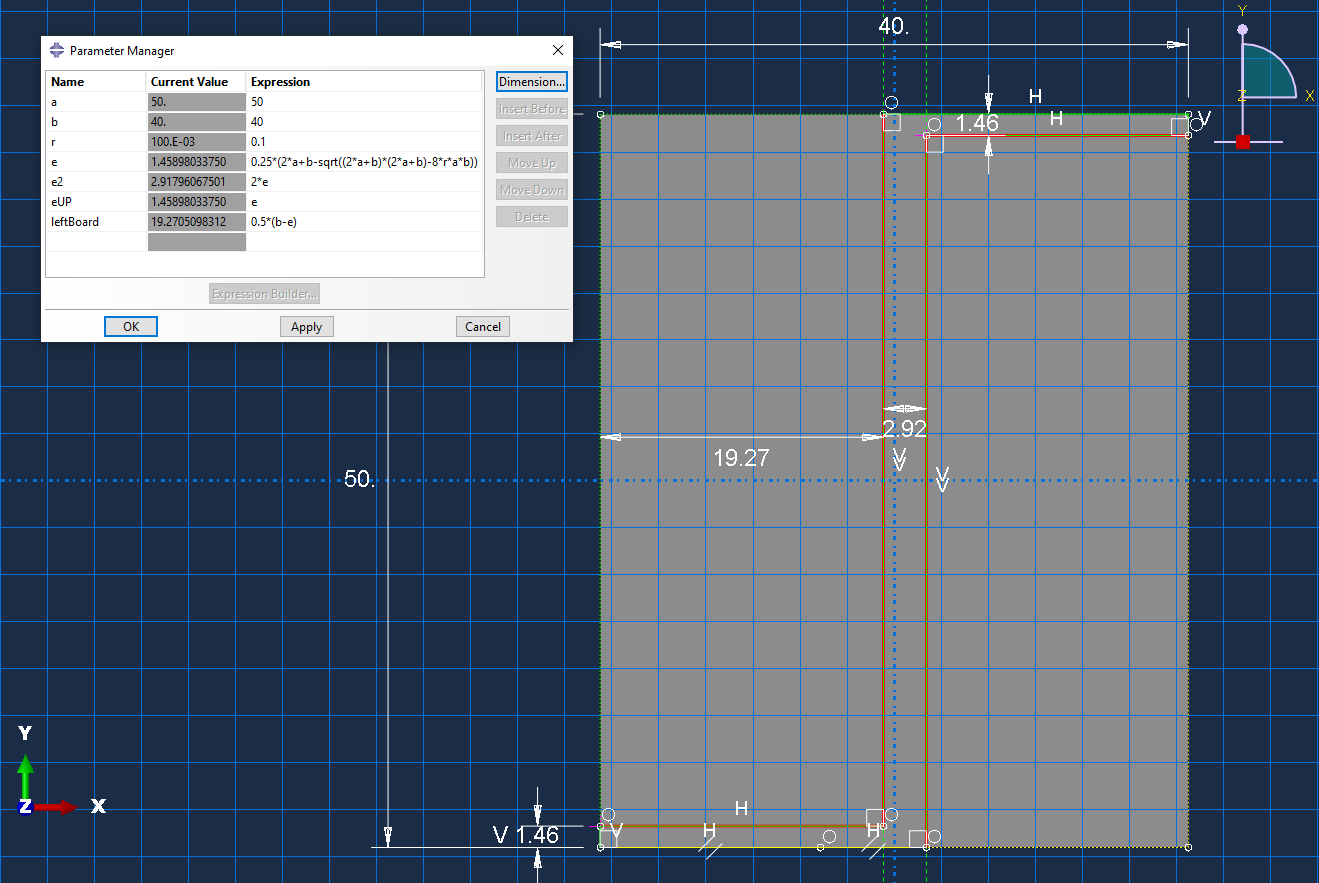 Parameter Manager
Name Current Value Expression
a 50. 50
b 40. 40
r 100.E-03 0.1
e 1.45898033750 0.25*(2*a+b-sqrt((2*a+b)*(2*a+b)-8*r*a*b))
e2 2.91796067501 2*e
eUP 1.45898033750 e
leftBoard 19.2705098312 0.5*(b-e)
Dimension...
Insert Before
Insert After
Move Up
Move Down
Delete
Expression Builder...
OK Apply Cancel
40.
Y
Z X
H
1.46 H V
2.92
19.27 V
50. V
Y
Z X
H
V 1.46 V H H